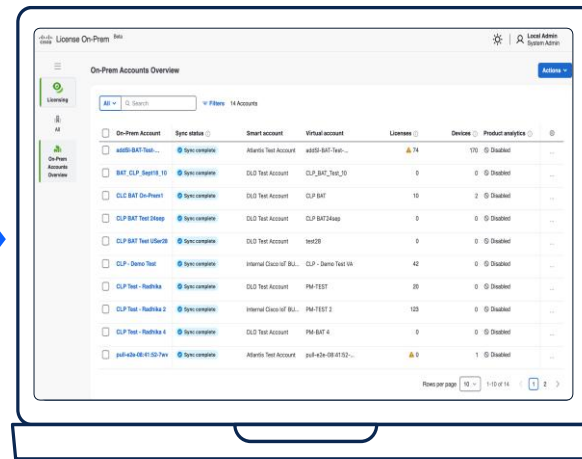 cisco License On-Prem Beta
Local Admin
System Admin
Licensing
All
On-Prem
Accounts
Overview
On-Prem Accounts Overview
Actions
All Search Filters 14 Accounts
On-Prem Account Sync status Smart account Virtual account Licenses Devices Product analytics
addSl-BAT-Test-... Sync complete Atlantis Test Account addSl-BAT-Test-... 74 170 Disabled ...
BAT_CLP_Sept18_10 Sync complete DLD Test Account CLP_BAT_Test_10 0 0 Disabled ...
CLC BAT On-Prem1 Sync complete DLD Test Account CLP BAT 10 2 Disabled ...
CLP BAT Test 24sep Sync complete DLD Test Account CLP BAT24sep 0 0 Disabled ...
CLP BAT Test USer28 Sync complete DLD Test Account test28 0 0 Disabled ...
CLP - Demo Test Sync complete Internal Cisco IoT BU... CLP - Demo Test VA 42 0 Disabled ...
CLP Test - Radhika Sync complete DLD Test Account PM-TEST 20 0 Disabled ...
CLP Test - Radhika 2 Sync complete Internal Cisco IoT BU... PM-TEST 2 123 0 Disabled ...
CLP Test - Radhika 4 Sync complete DLD Test Account PM-BAT 4 0 0 Disabled ...
pull-e2e-08:41:52-7wv Sync complete Atlantis Test Account pull-e2e-08:41:52-... 0 1 Disabled ...
Rows per page 10 1-10 of 14 1 2